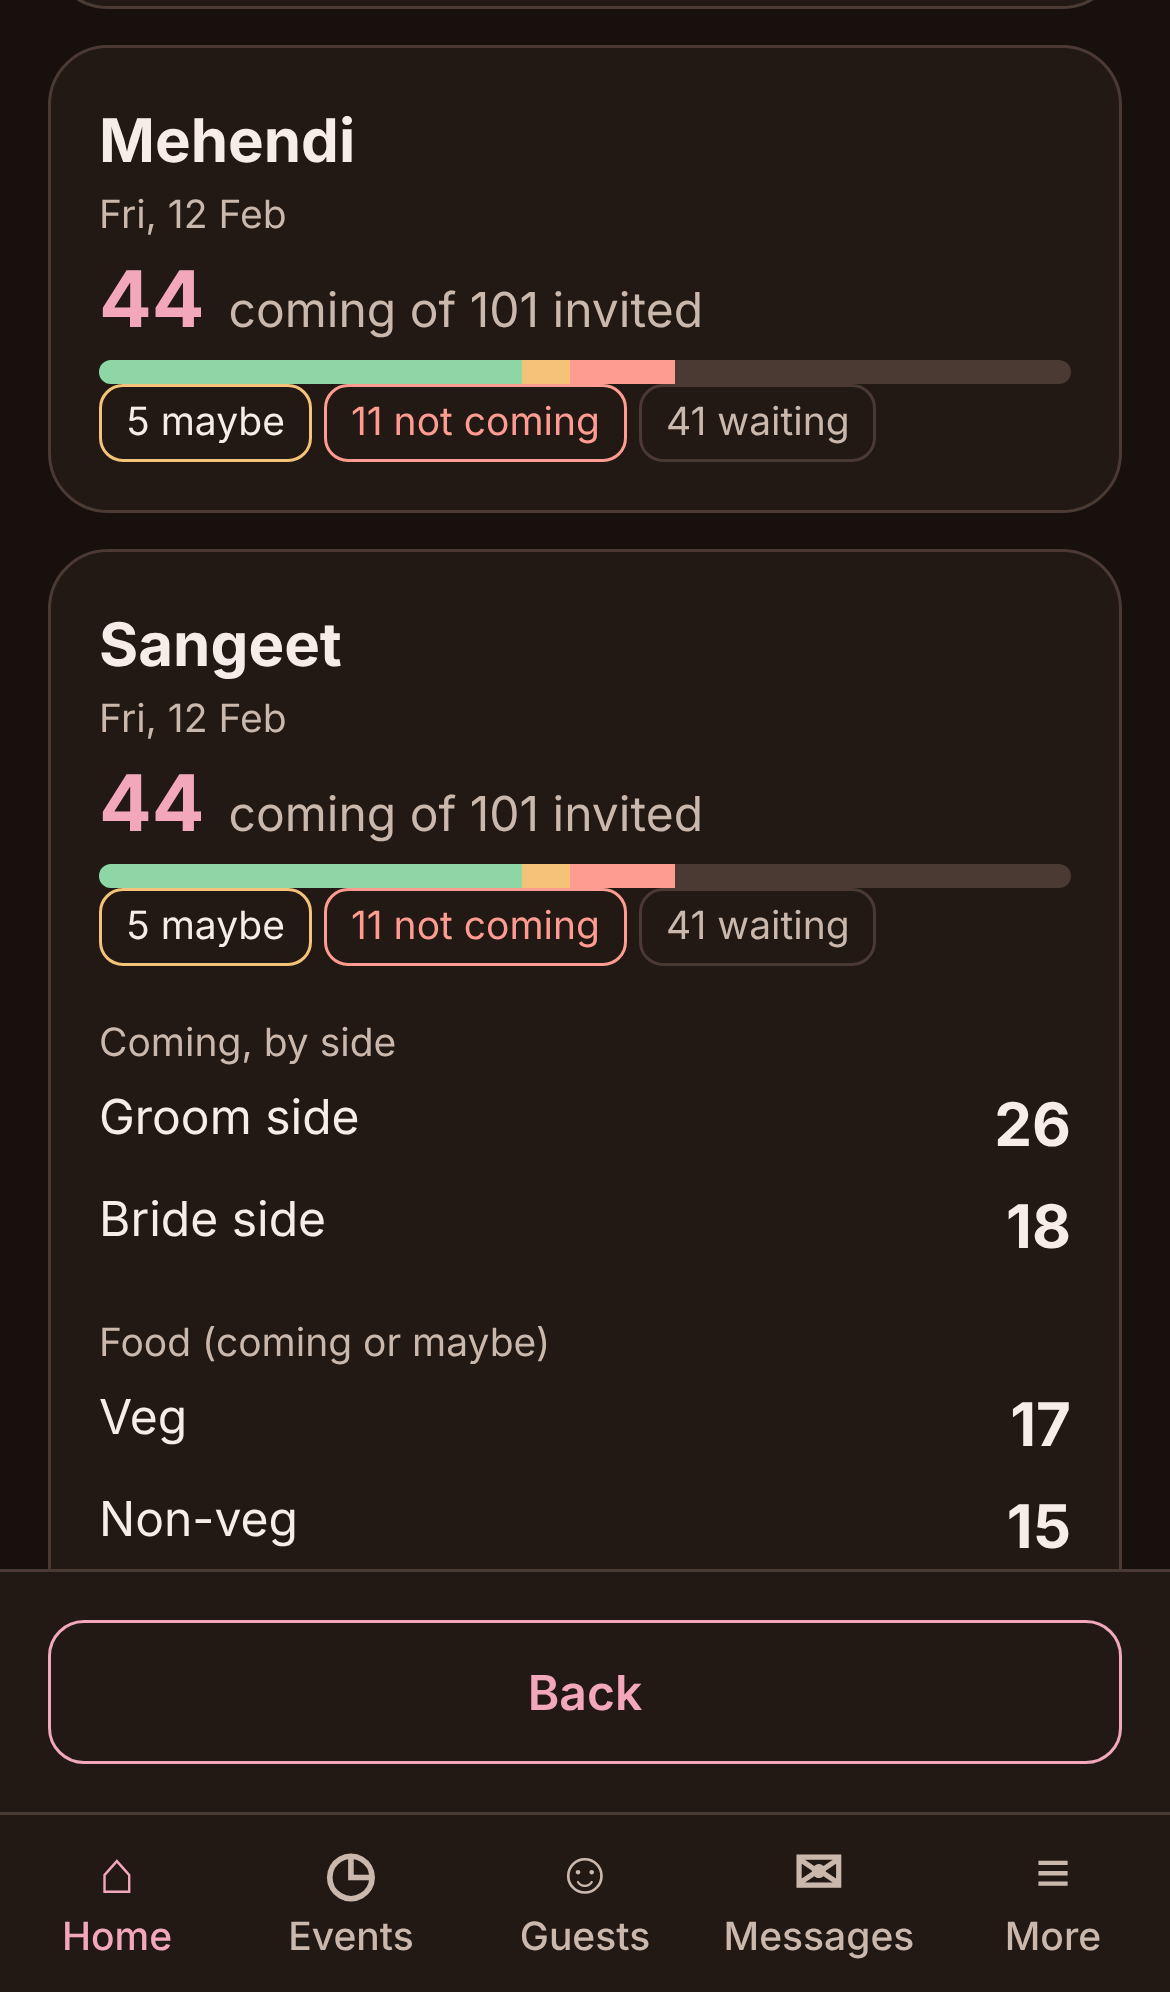 Mehendi
Fri, 12 Feb
44 coming of 101 invited
5 maybe 11 not coming 41 waiting
Sangeet
Fri, 12 Feb
44 coming of 101 invited
5 maybe 11 not coming 41 waiting
Coming, by side
Groom side 26
Bride side 18
Food (coming or maybe)
Veg 17
Non-veg 15
Back
Home Events Guests Messages More